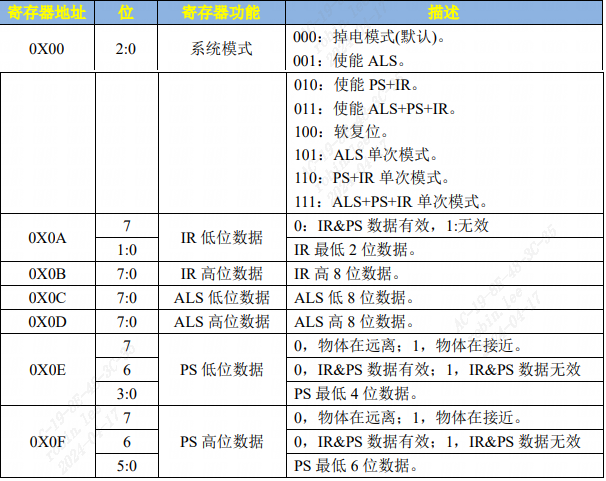 寄存器地址 位 寄存器功能 描述
0X00 2:0 系统模式 000：掉电模式(默认)。
001：使能 ALS。
010：使能 PS+IR。
011：使能 ALS+PS+IR。
100：软复位。
101：ALS 单次模式。
110：PS+IR 单次模式。
111：ALS+PS+IR 单次模式。
0X0A 7 IR 低位数据 0：IR&PS 数据有效，1:无效
1:0 IR 最低 2 位数据。
0X0B 7:0 IR 高位数据 IR 高 8 位数据。
0X0C 7:0 ALS 低位数据 ALS 低 8 位数据。
0X0D 7:0 ALS 高位数据 ALS 高 8 位数据。
0X0E 7 PS 低位数据 0，物体在远离；1，物体在接近。
6 0，IR&PS 数据有效；1，IR&PS 数据无效
3:0 PS 最低 4 位数据。
0X0F 7 PS 高位数据 0，物体在远离；1，物体在接近。
6 0，IR&PS 数据有效；1，IR&PS 数据无效
5:0 PS 最低 6 位数据。